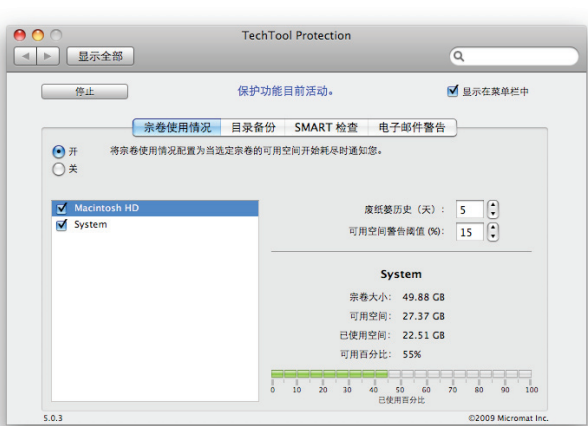 TechTool Protection
显示全部
停止
保护功能目前活动。
显示在菜单栏中
宗卷使用情况 目录备份 SMART 检查 电子邮件警告
开 将宗卷使用情况配置为当选定宗卷的可用空间开始耗尽时通知您。
关
Macintosh HD
System
废纸篓历史（天）: 5
可用空间警告阈值 (%): 15
System
宗卷大小: 49.88 GB
可用空间: 27.37 GB
已使用空间: 22.51 GB
可用百分比: 55%
0 10 20 30 40 50 60 70 80 90 100
已使用百分比
5.0.3
©2009 Micromat Inc.